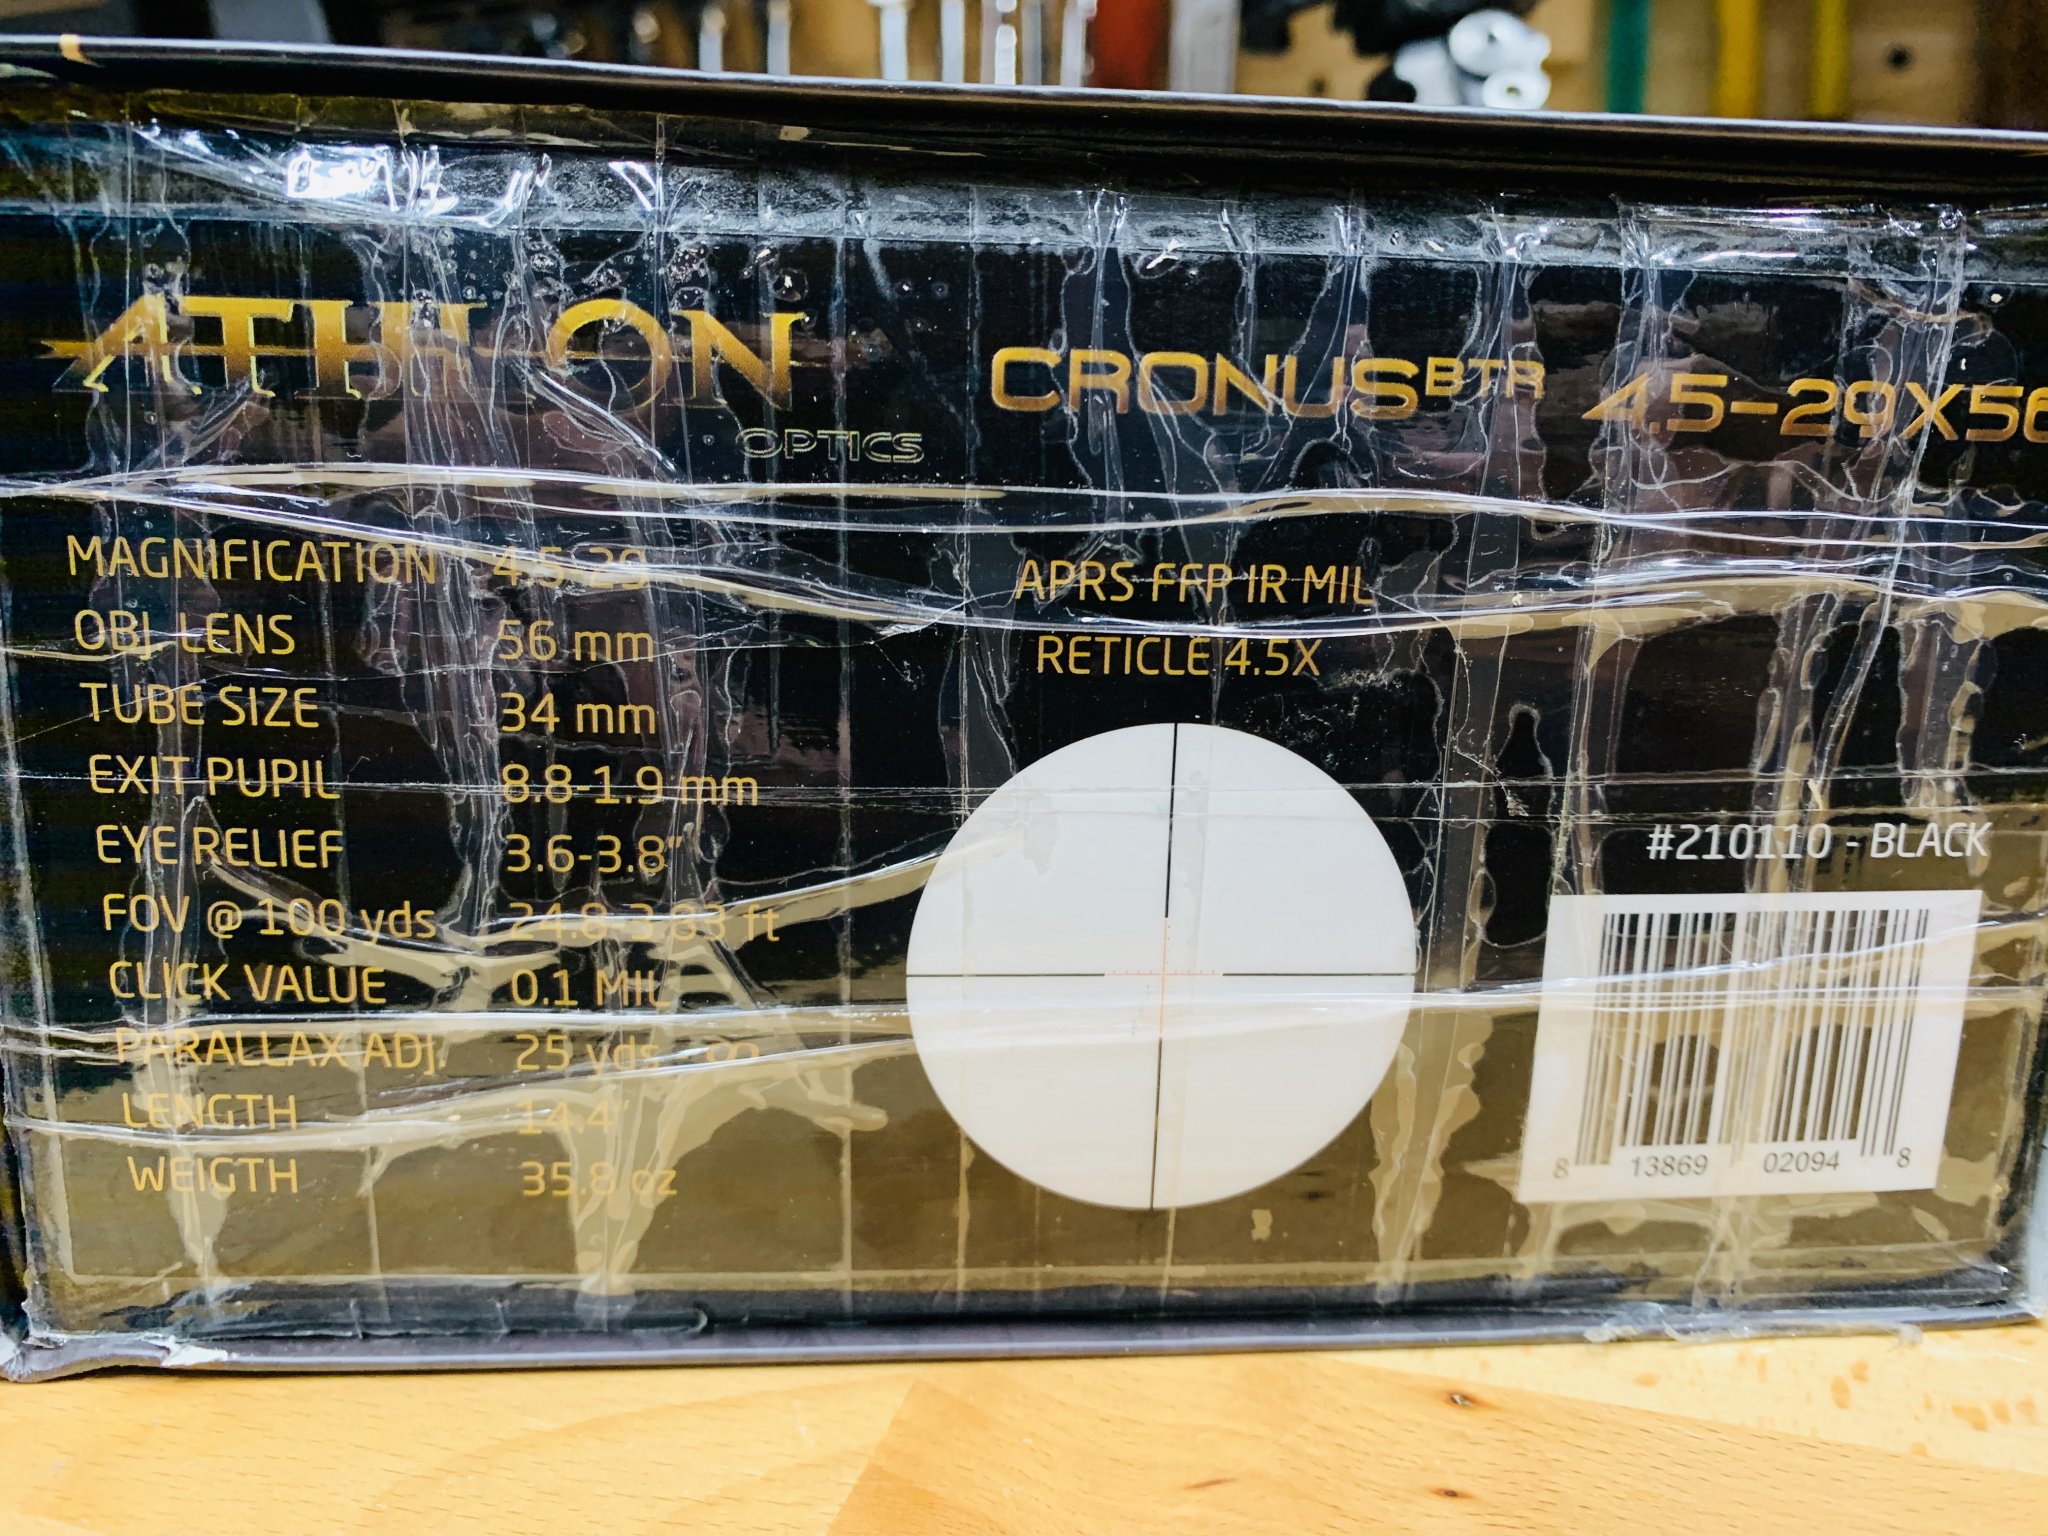 ATHLON
OPTICS
CRONUS BTR 4.5-29X56
MAGNIFICATION 4.5-29
OBJ. LENS 56 mm
TUBE SIZE 34 mm
EXIT PUPIL 8.8-1.9 mm
EYE RELIEF 3.6-3.8"
FOV @ 100 yds 24.8-3.83 ft
CLICK VALUE 0.1 MIL
PARALLAX ADJ. 25 yds - ∞
LENGTH 14.4"
WEIGTH 35.8 oz
APRS FFP IR MIL
RETICLE 4.5X
#210110 - BLACK
8 13869 02094 8